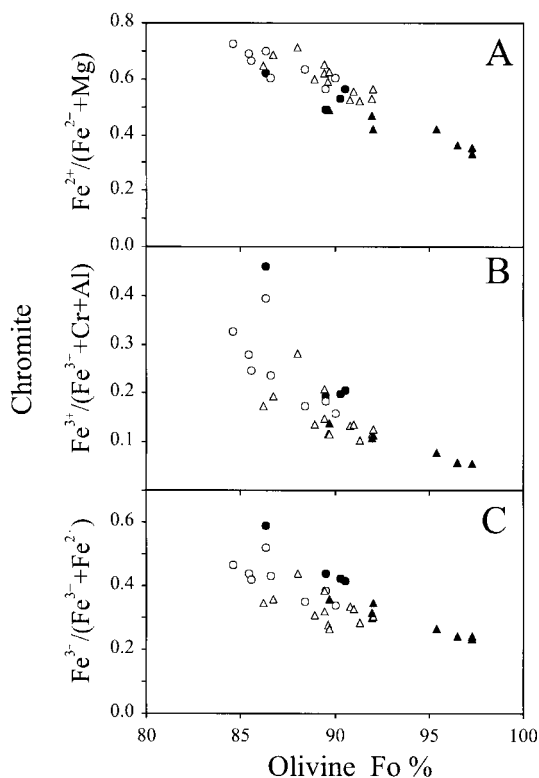 A
Fe²⁺/(Fe²⁻+Mg)
0.8
0.6
0.4
0.2
0.0
B
Fe³⁺/(Fe³⁻+Cr+Al)
0.4
0.3
0.2
0.1
Chromite
C
Fe³⁻/(Fe³⁻+Fe²⁻)
0.6
0.4
0.2
0.0
80
85
90
95
100
Olivine Fo %